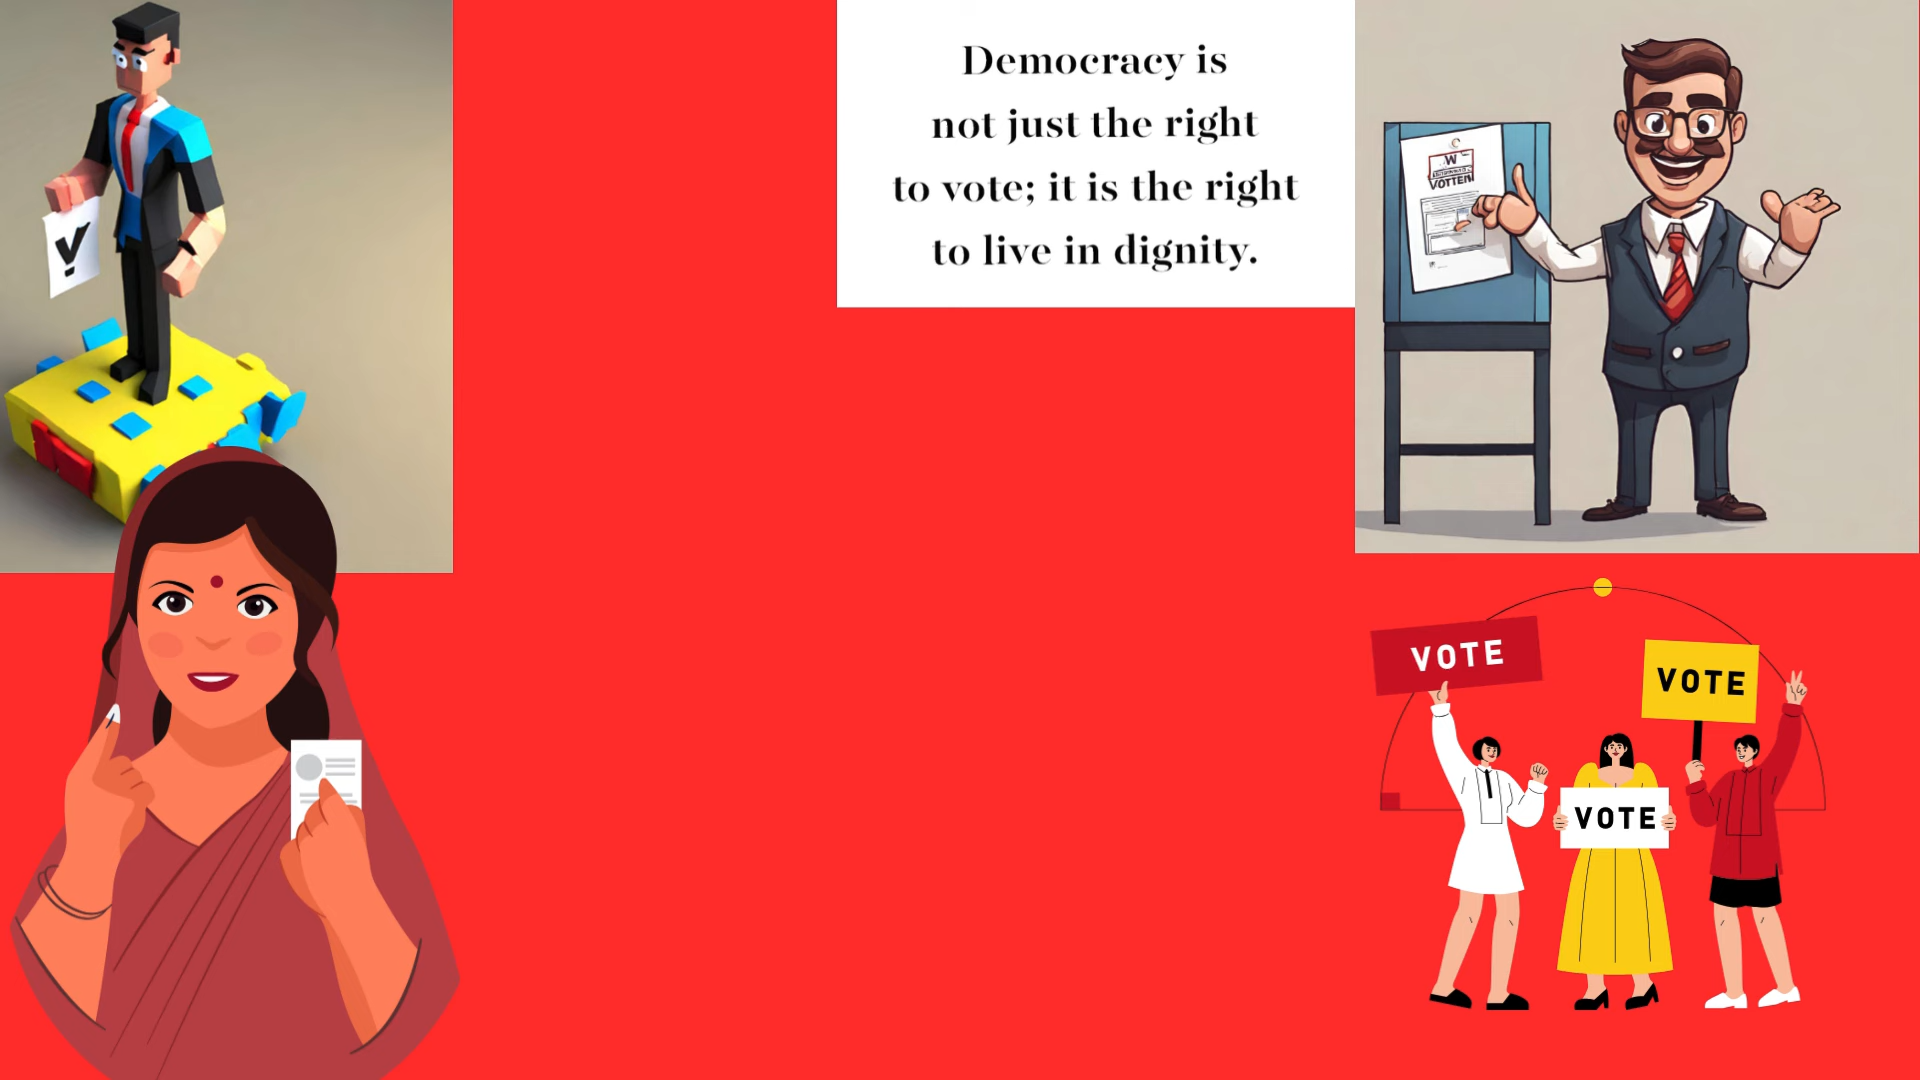 Democracy is
not just the right
to vote; it is the right
to live in dignity.
W
VOTTEN
VOTE
VOTE
VOTE